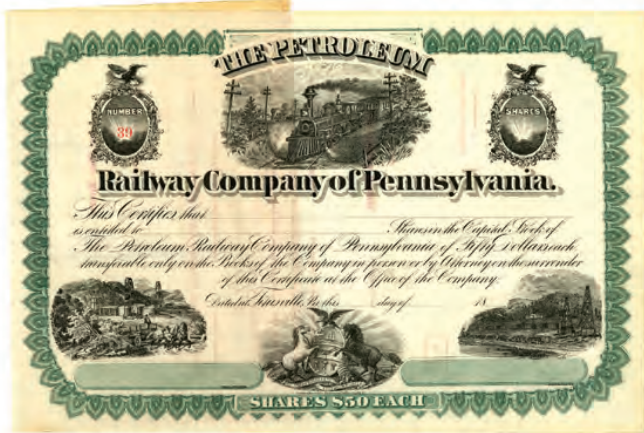 THE PETROLEUM
NUMBER
39
SHARES
Railway Company of Pennsylvania.
This Certifies that
is entitled to Shares in the Capital Stock of
The Petroleum Railway Company of Pennsylvania of Fifty Dollars each,
transferable only on the Books of the Company in person or by Attorney on the surrender
of this Certificate at the Office of the Company.
Dated at Titusville, Pa. this day of 18
SHARES $50 EACH